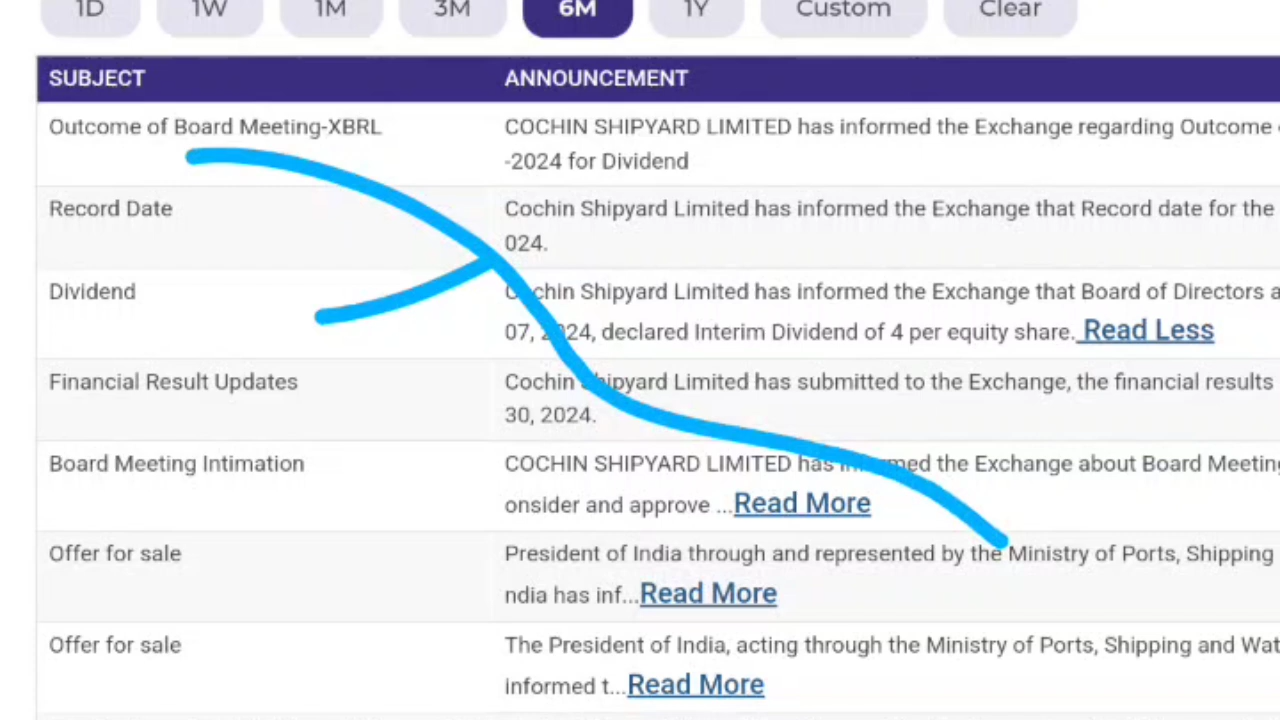 1D 1W 1M 3M 6M 1Y Custom Clear
SUBJECT ANNOUNCEMENT
Outcome of Board Meeting-XBRL COCHIN SHIPYARD LIMITED has informed the Exchange regarding Outcome
-2024 for Dividend
Record Date Cochin Shipyard Limited has informed the Exchange that Record date for the
024.
Dividend Cochin Shipyard Limited has informed the Exchange that Board of Directors a
07, 2024, declared Interim Dividend of 4 per equity share. Read Less
Financial Result Updates Cochin Shipyard Limited has submitted to the Exchange, the financial results
30, 2024.
Board Meeting Intimation COCHIN SHIPYARD LIMITED has informed the Exchange about Board Meeting
onsider and approve ...Read More
Offer for sale President of India through and represented by the Ministry of Ports, Shipping
ndia has inf...Read More
Offer for sale The President of India, acting through the Ministry of Ports, Shipping and Wat
informed t...Read More